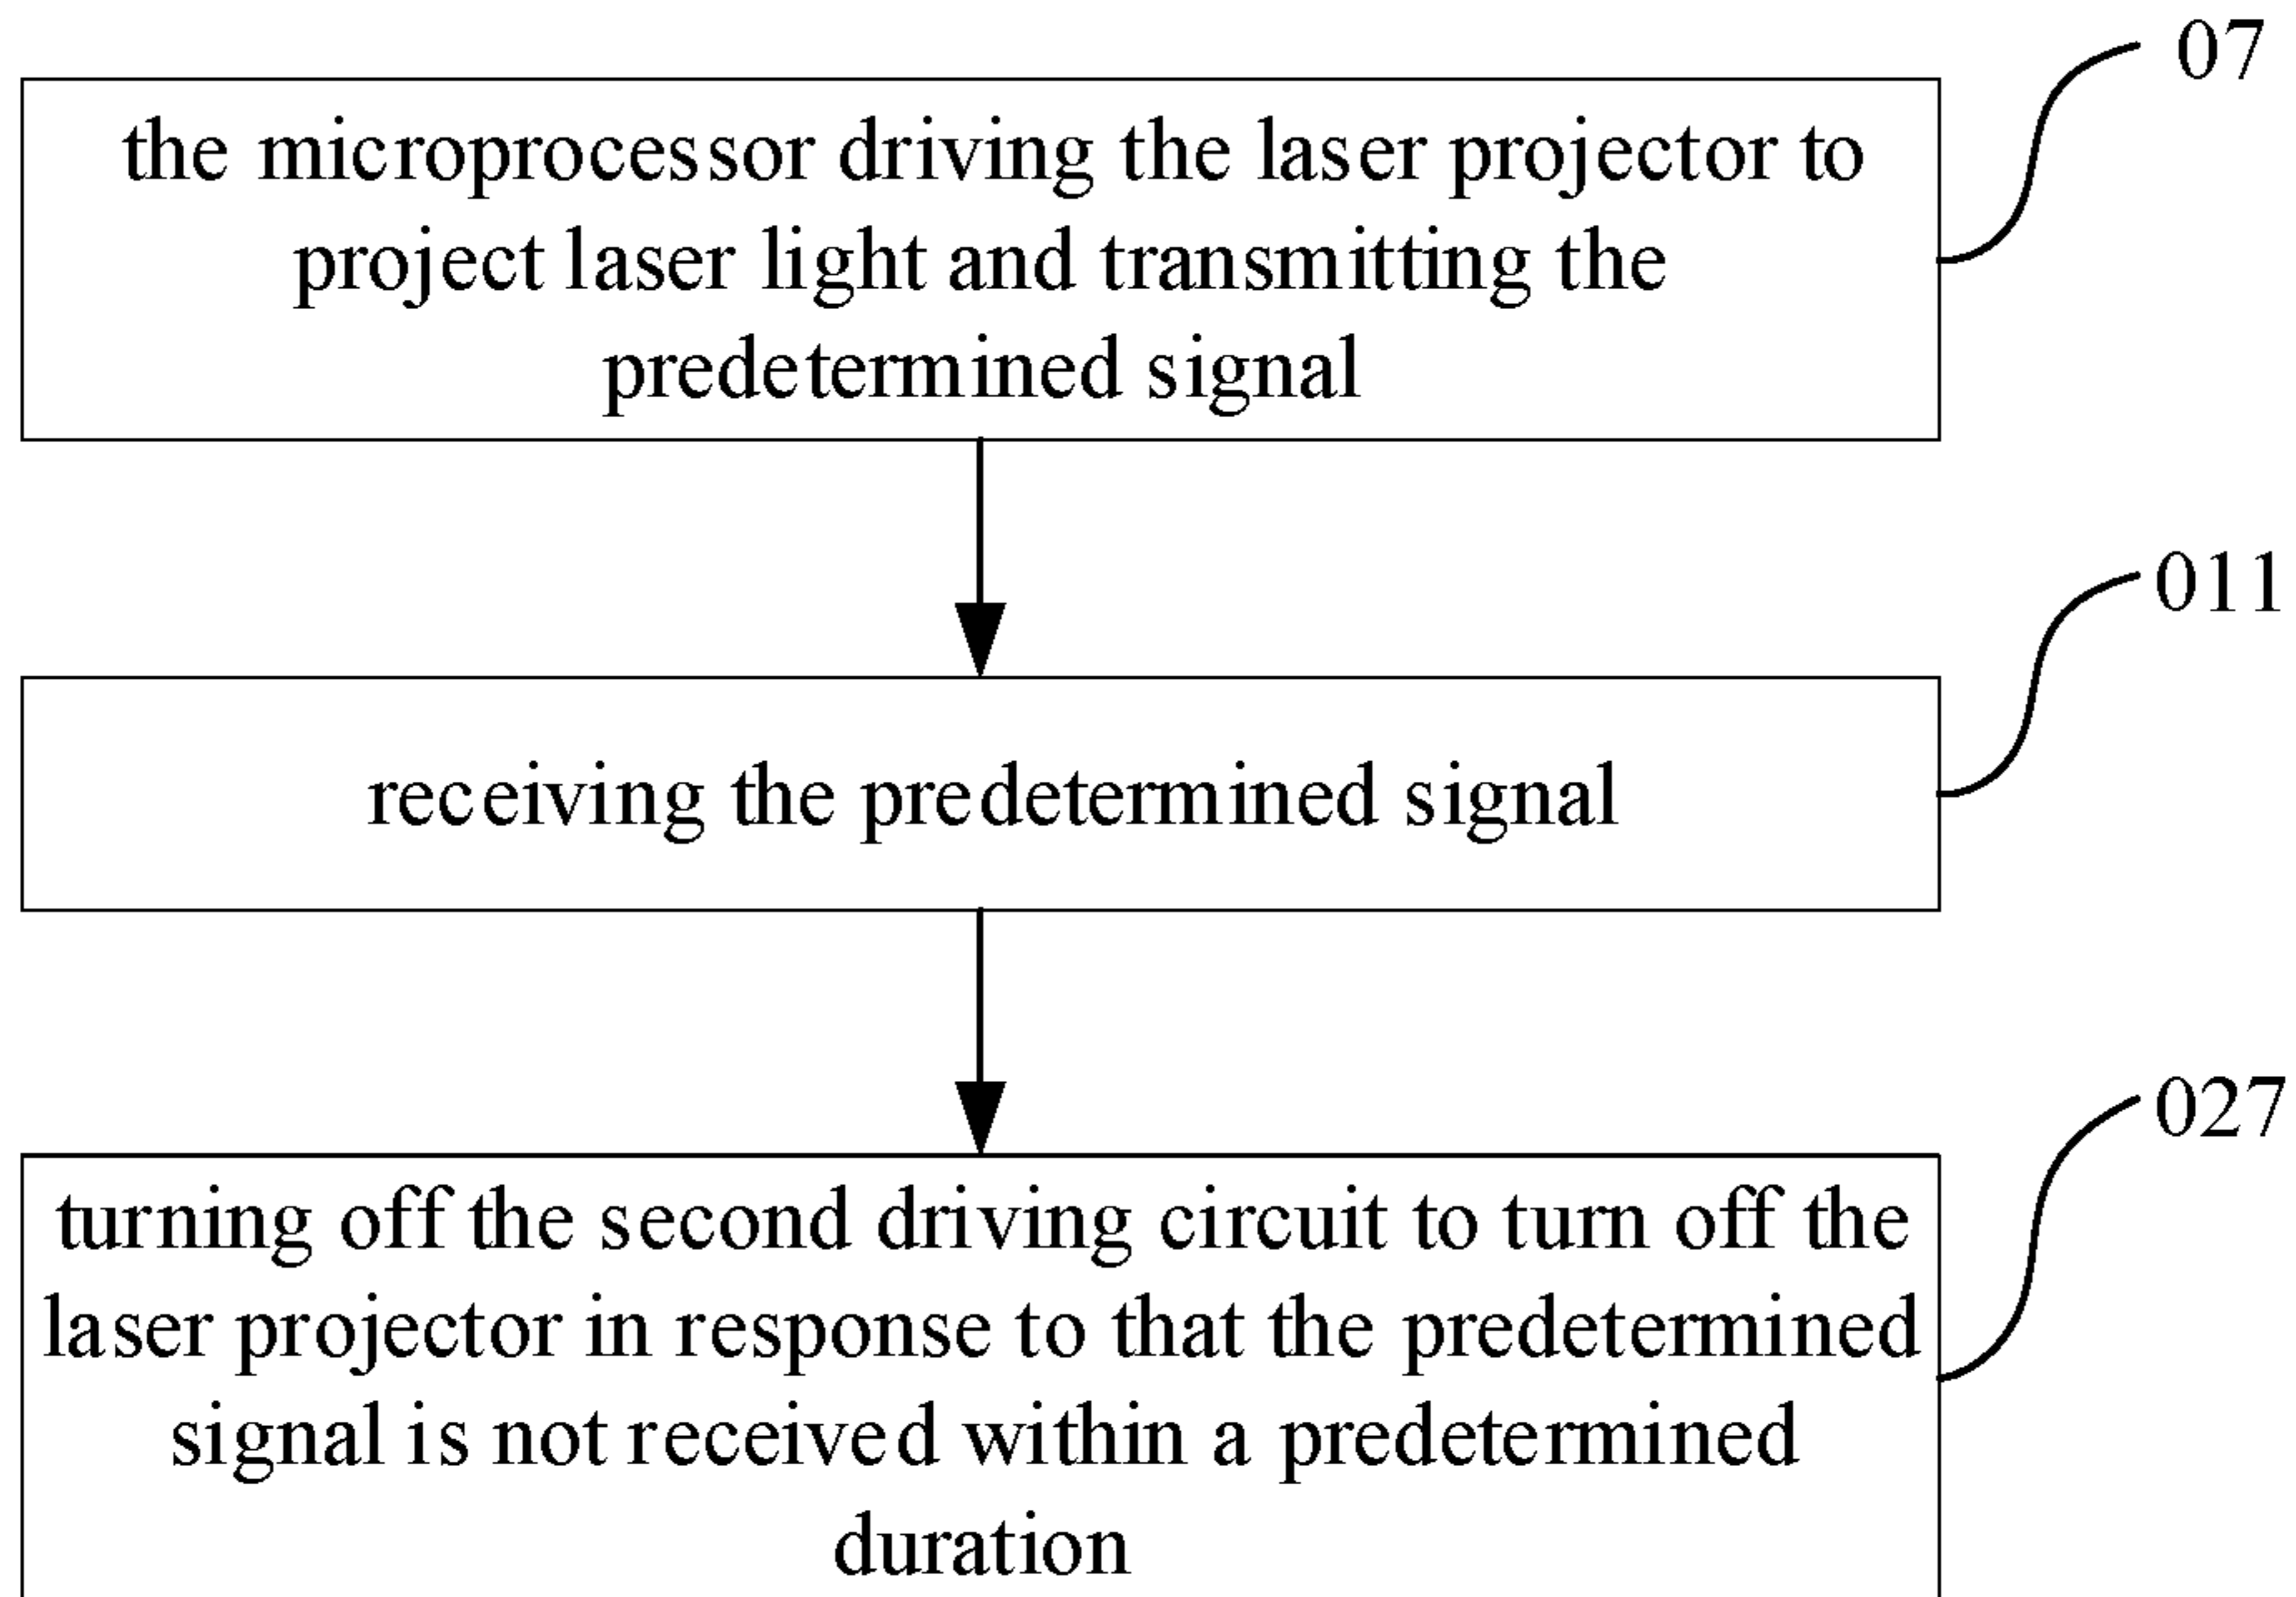 07
the microprocessor driving the laser projector to
project laser light and transmitting the
predetermined signal
011
receiving the predetermined signal
027
turning off the second driving circuit to turn off the
laser projector in response to that the predetermined
signal is not received within a predetermined
duration